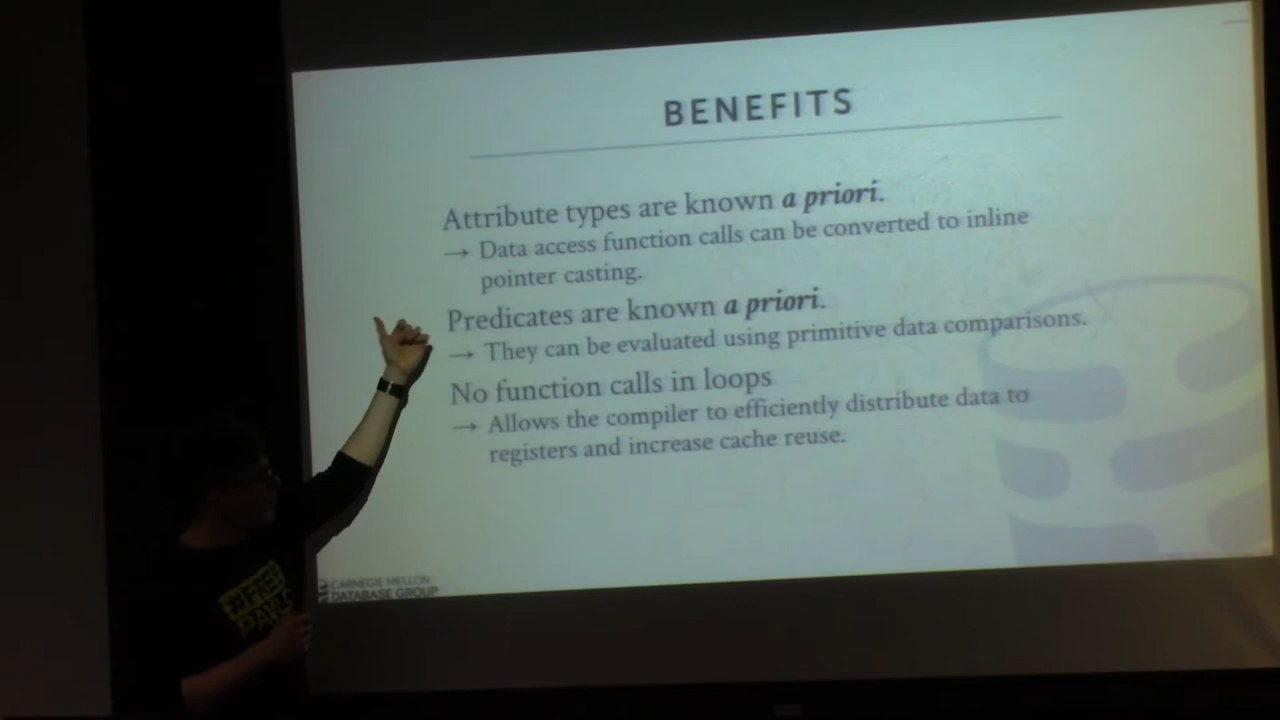 BENEFITS
Attribute types are known a priori.
→ Data access function calls can be converted to inline
pointer casting.
Predicates are known a priori.
→ They can be evaluated using primitive data comparisons.
No function calls in loops
→ Allows the compiler to efficiently distribute data to
registers and increase cache reuse.
CARNEGIE MELLON
DATABASE GROUP
#FREE
PAVLO